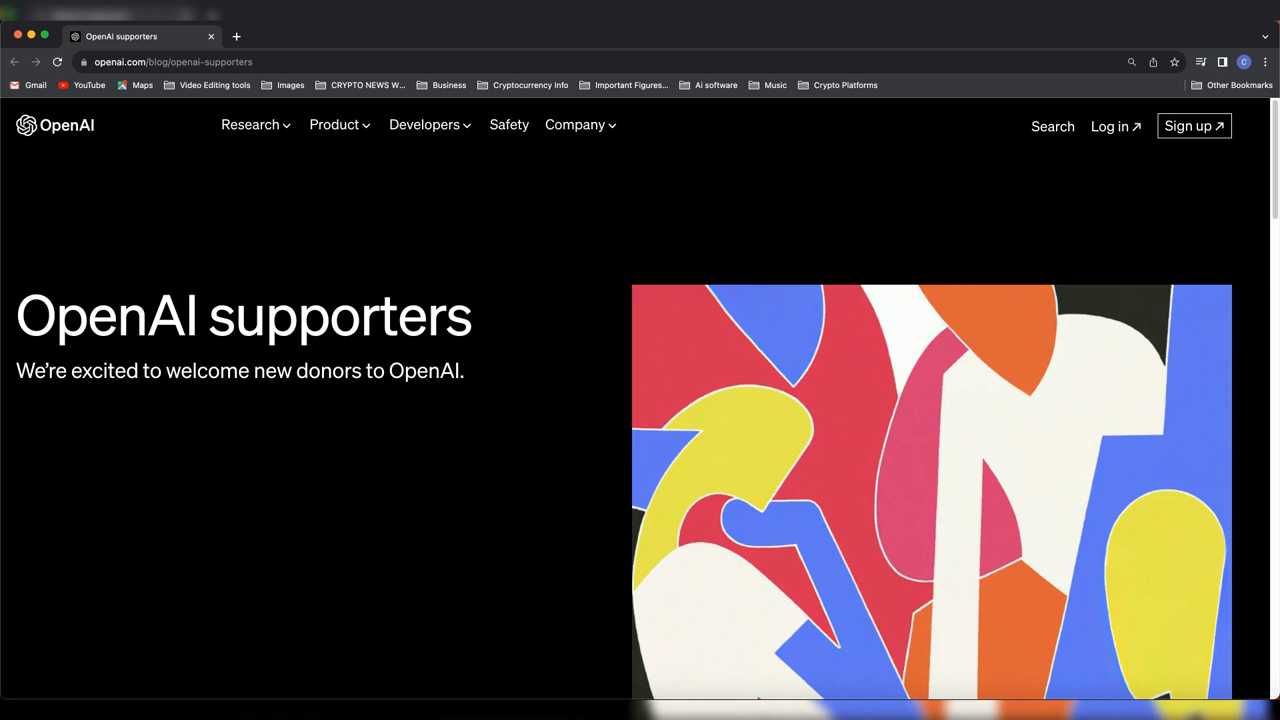 OpenAI supporters
openai.com/blog/openai-supporters
C
Gmail YouTube Maps Video Editing tools Images CRYPTO NEWS W... Business Cryptocurrency Info Important Figures... Ai software Music Crypto Platforms Other Bookmarks
OpenAI Research Product Developers Safety Company Search Log in Sign up
OpenAI supporters
We’re excited to welcome new donors to OpenAI.